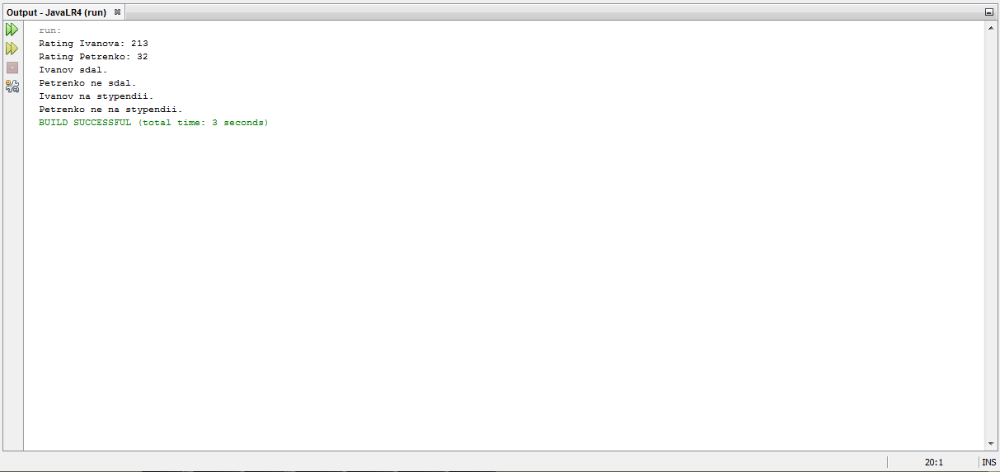 Output - JavaLR4 (run)
run:
Rating Ivanova: 213
Rating Petrenko: 32
Ivanov sdal.
Petrenko ne sdal.
Ivanov na stypendii.
Petrenko ne na stypendii.
BUILD SUCCESSFUL (total time: 3 seconds)
20:1
INS